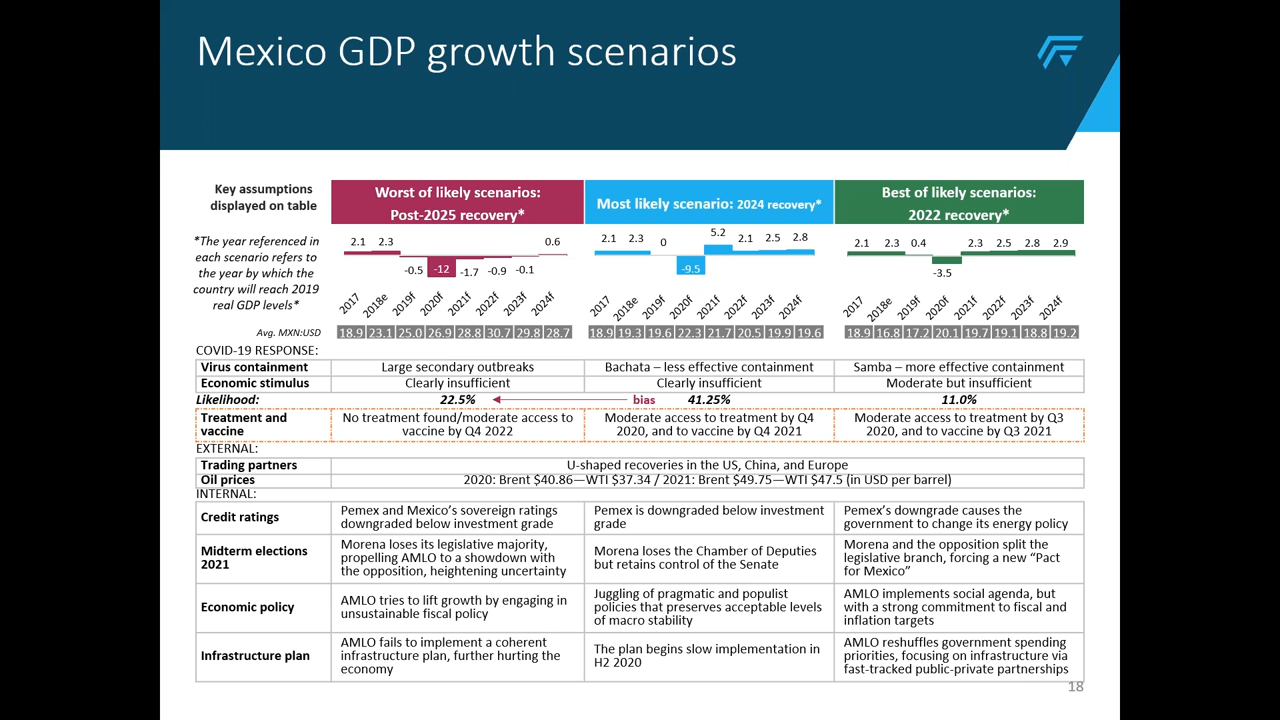 Mexico GDP growth scenarios
Key assumptions
displayed on table
Worst of likely scenarios:
Post-2025 recovery*
Most likely scenario: 2024 recovery*
Best of likely scenarios:
2022 recovery*
*The year referenced in
each scenario refers to
the year by which the
country will reach 2019
real GDP levels*
2.1 2.3 -0.5 -12 -1.7 -0.9 -0.1 0.6
2017 2018e 2019f 2020f 2021f 2022f 2023f 2024f
2.1 2.3 0 -9.5 5.2 2.1 2.5 2.8
2017 2018e 2019f 2020f 2021f 2022f 2023f 2024f
2.1 2.3 0.4 -3.5 2.3 2.5 2.8 2.9
2017 2018e 2019f 2020f 2021f 2022f 2023f 2024f
Avg. MXN:USD
18.9 23.1 25.0 26.9 28.8 30.7 29.8 28.7
18.9 19.3 19.6 22.3 21.7 20.5 19.9 19.6
18.9 16.8 17.2 20.1 19.7 19.1 18.8 19.2
COVID-19 RESPONSE:
Virus containment
Large secondary outbreaks
Bachata – less effective containment
Samba – more effective containment
Economic stimulus
Clearly insufficient
Clearly insufficient
Moderate but insufficient
Likelihood:
22.5%
bias
41.25%
11.0%
Treatment and
vaccine
No treatment found/moderate access to
vaccine by Q4 2022
Moderate access to treatment by Q4
2020, and to vaccine by Q4 2021
Moderate access to treatment by Q3
2020, and to vaccine by Q3 2021
EXTERNAL:
Trading partners
U-shaped recoveries in the US, China, and Europe
Oil prices
2020: Brent $40.86—WTI $37.34 / 2021: Brent $49.75—WTI $47.5 (in USD per barrel)
INTERNAL:
Credit ratings
Pemex and Mexico’s sovereign ratings
downgraded below investment grade
Pemex is downgraded below investment
grade
Pemex’s downgrade causes the
government to change its energy policy
Midterm elections
2021
Morena loses its legislative majority,
propelling AMLO to a showdown with
the opposition, heightening uncertainty
Morena loses the Chamber of Deputies
but retains control of the Senate
Morena and the opposition split the
legislative branch, forcing a new “Pact
for Mexico”
Economic policy
AMLO tries to lift growth by engaging in
unsustainable fiscal policy
Juggling of pragmatic and populist
policies that preserves acceptable levels
of macro stability
AMLO implements social agenda, but
with a strong commitment to fiscal and
inflation targets
Infrastructure plan
AMLO fails to implement a coherent
infrastructure plan, further hurting the
economy
The plan begins slow implementation in
H2 2020
AMLO reshuffles government spending
priorities, focusing on infrastructure via
fast-tracked public-private partnerships
18